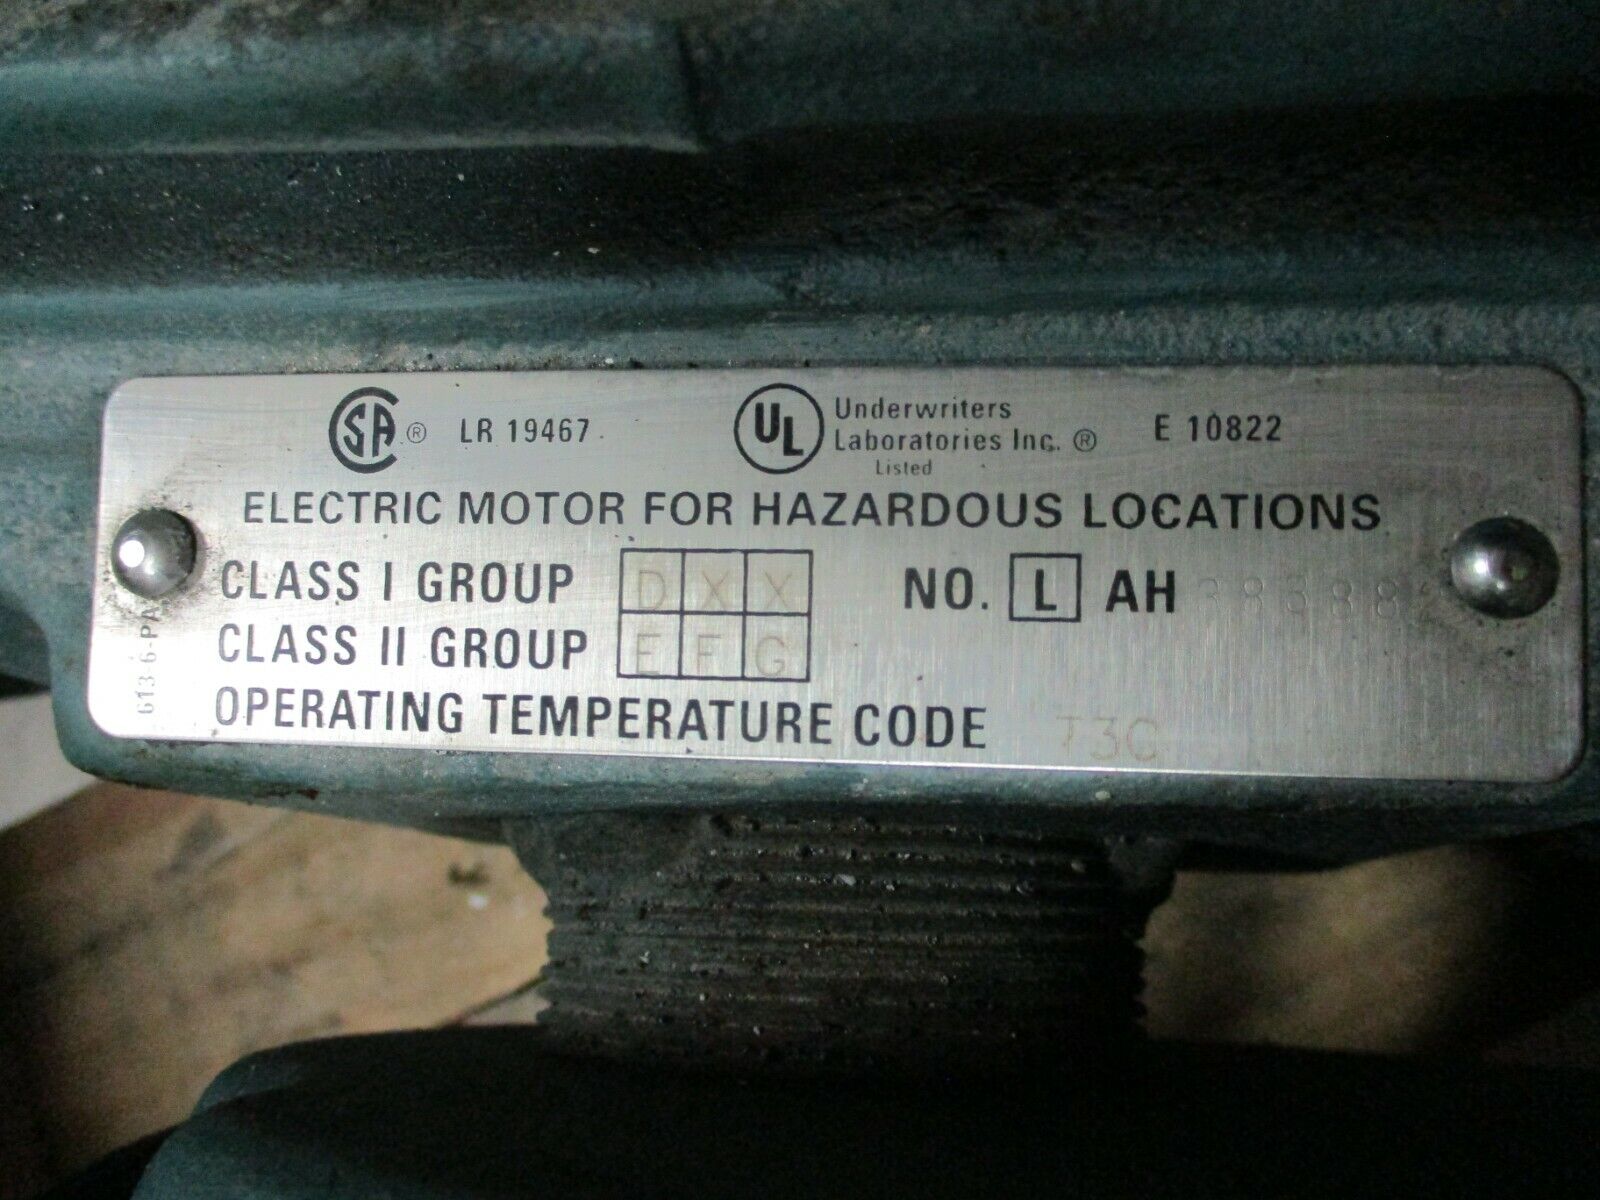 CSA ® LR 19467
UL Underwriters
Laboratories Inc. ® E 10822
Listed
ELECTRIC MOTOR FOR HAZARDOUS LOCATIONS
CLASS I GROUP D X X NO. L AH 383882
CLASS II GROUP E F G
OPERATING TEMPERATURE CODE T3C